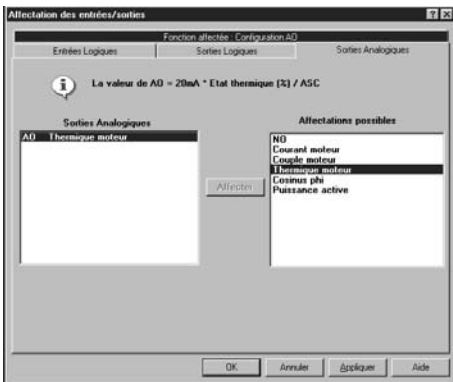 Affectation des entrées/sorties
Fonction affectée : Configuration AO
Entrées Logiques
Sorties Logiques
Sorties Analogiques
La valeur de AO = 20mA * Etat thermique (%) / ASC
Sorties Analogiques
AO Thermique moteur
Affecter
Affectations possibles
NO
Courant moteur
Couple moteur
Thermique moteur
Cosinus phi
Puissance active
OK
Annuler
Appliquer
Aide